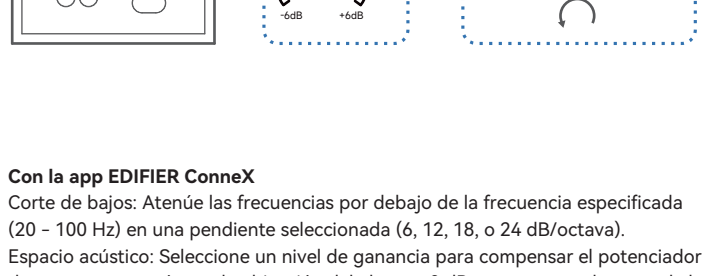 -6dB +6dB
Con la app EDIFIER ConneX
Corte de bajos: Atenúe las frecuencias por debajo de la frecuencia especificada
(20 – 100 Hz) en una pendiente seleccionada (6, 12, 18, o 24 dB/octava).
Espacio acústico: Seleccione un nivel de ganancia para compensar el potenciador